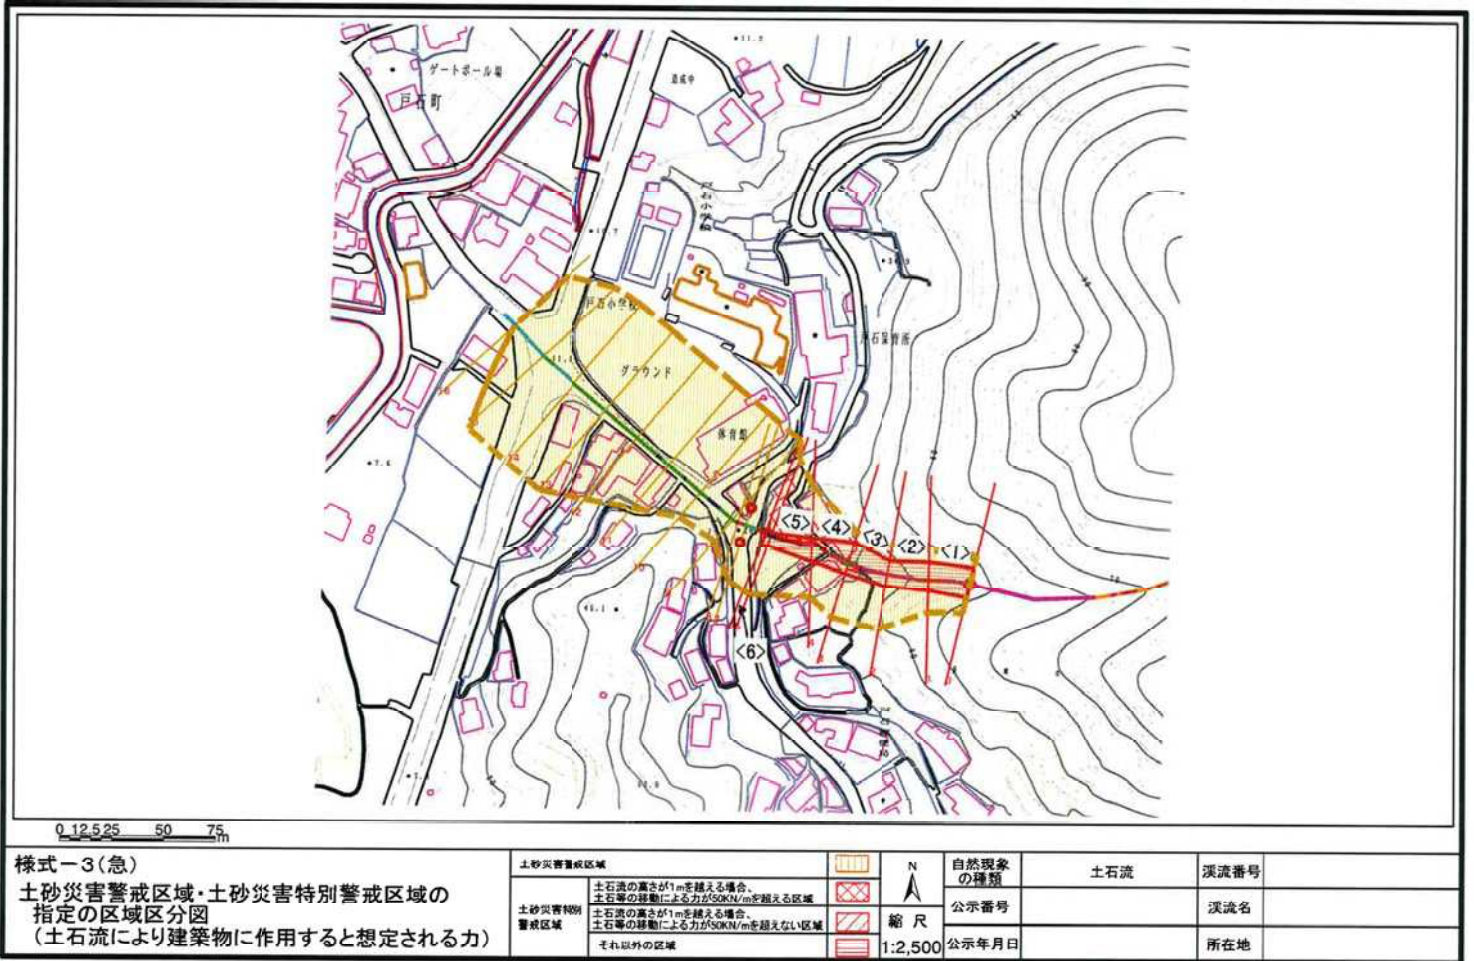 ゲートボール場
戸石町
造成中
戸石小学校
戸石小学校
グラウンド
体育館
戸石保育所
<5>
<4>
<3>
<2>
<1>
<6>
0 12.525 50 75m
様式－3(急)
土砂災害警戒区域・土砂災害特別警戒区域の
指定の区域区分図
(土石流により建築物に作用すると想定される力)
土砂災害警戒区域
土砂災害特別
警戒区域
土石流の高さが1mを越える場合、
土石等の移動による力が50KN/mを超える区域
土石流の高さが1mを越える場合、
土石等の移動による力が50KN/mを超えない区域
それ以外の区域
N
縮 尺
1:2,500
自然現象
の種類
土石流
渓流番号
公示番号
渓流名
公示年月日
所在地